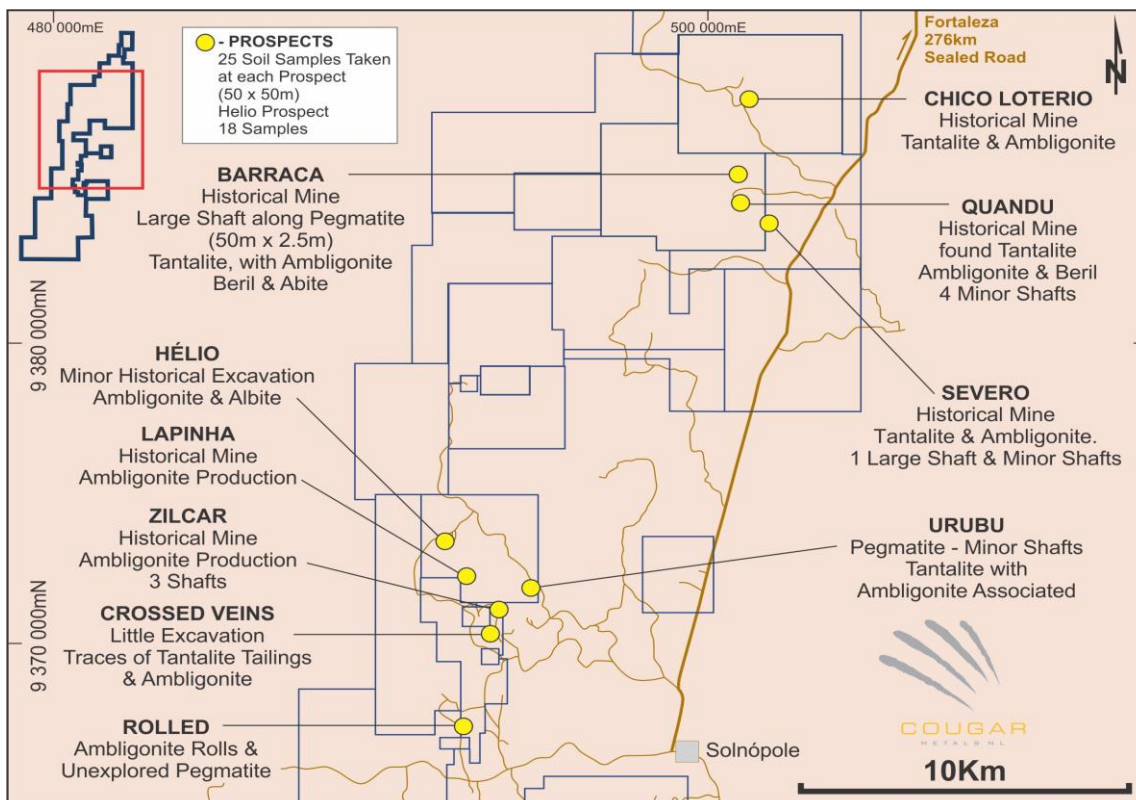 480 000mE
500 000mE
- PROSPECTS
25 Soil Samples Taken
at each Prospect
(50 x 50m)
Helio Prospect
18 Samples
Fortaleza
276km
Sealed Road
N
CHICO LOTERIO
Historical Mine
Tantalite & Ambligonite
BARRACA
Historical Mine
Large Shaft along Pegmatite
(50m x 2.5m)
Tantalite, with Ambligonite
Beril & Abite
QUANDU
Historical Mine
found Tantalite
Ambligonite & Beril
4 Minor Shafts
9 380 000mN
HÉLIO
Minor Historical Excavation
Ambligonite & Albite
SEVERO
Historical Mine
Tantalite & Ambligonite.
1 Large Shaft & Minor Shafts
LAPINHA
Historical Mine
Ambligonite Production
ZILCAR
Historical Mine
Ambligonite Production
3 Shafts
URUBU
Pegmatite - Minor Shafts
Tantalite with
Ambligonite Associated
9 370 000mN
CROSSED VEINS
Little Excavation
Traces of Tantalite Tailings
& Ambligonite
ROLLED
Ambligonite Rolls &
Unexplored Pegmatite
Solnópole
COUGAR
METALS NL
10Km